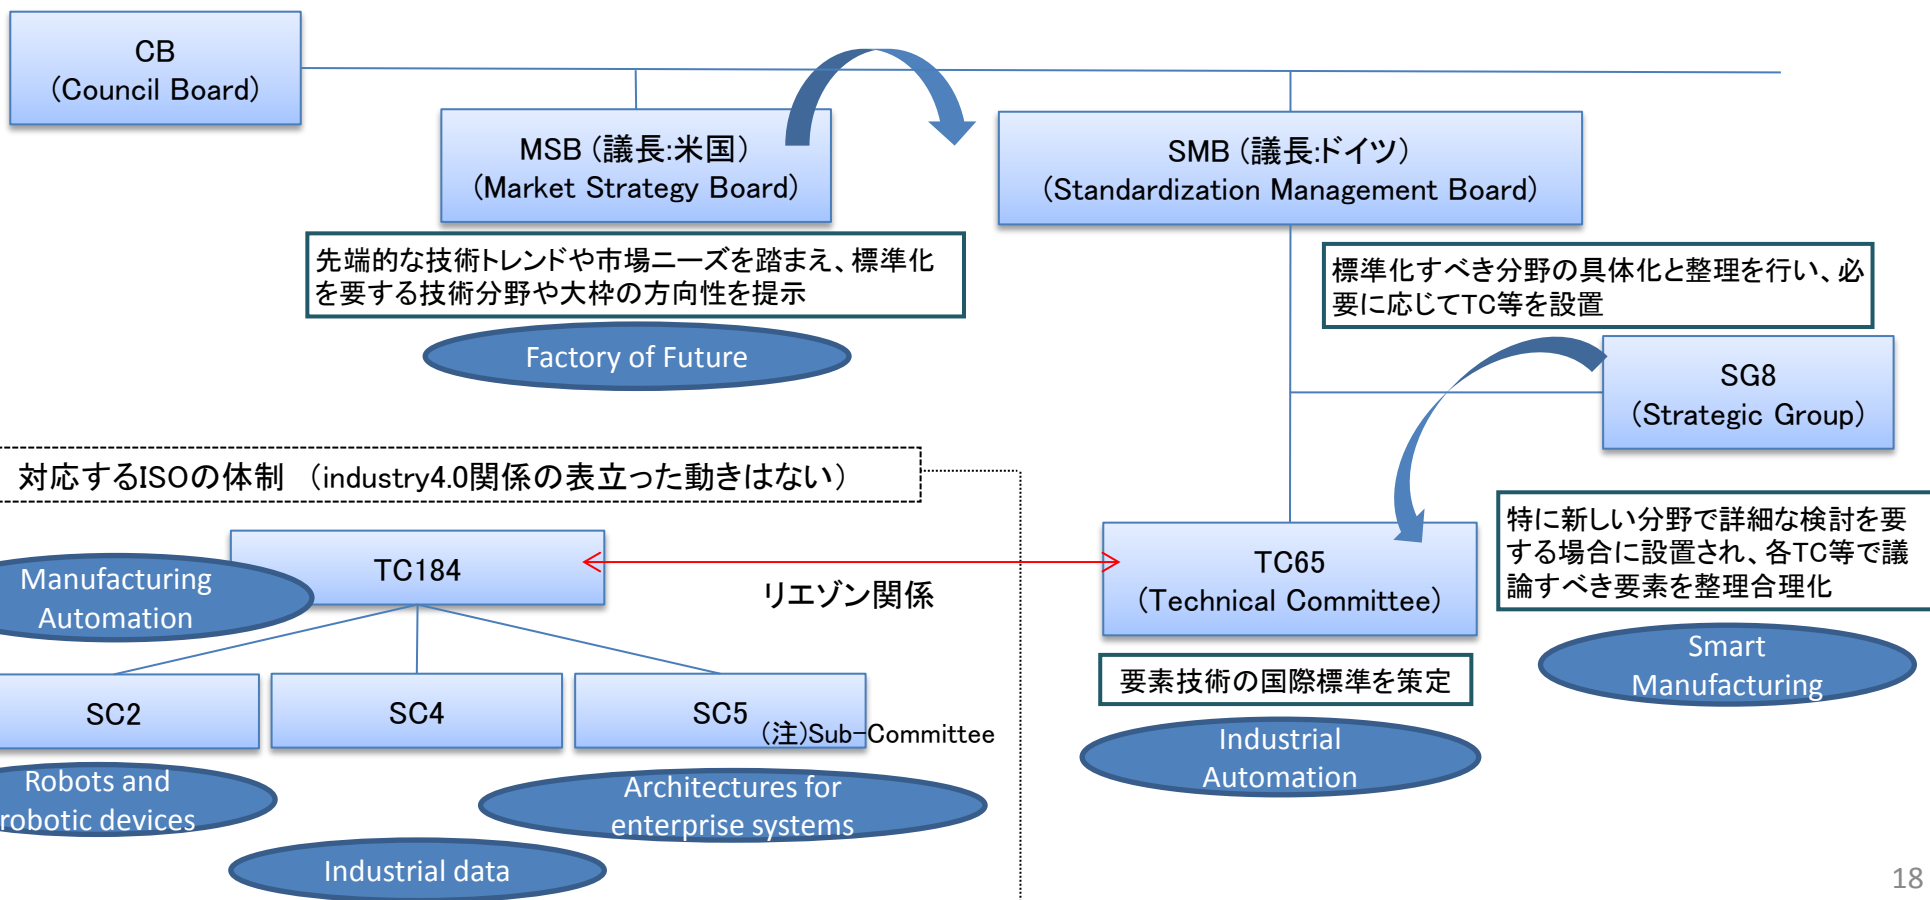 CB
(Council Board)
MSB (議長:米国)
(Market Strategy Board)
SMB (議長:ドイツ)
(Standardization Management Board)
先端的な技術トレンドや市場ニーズを踏まえ、標準化
を要する技術分野や大枠の方向性を提示
Factory of Future
標準化すべき分野の具体化と整理を行い、必
要に応じてTC等を設置
SG8
(Strategic Group)
対応するISOの体制 (industry4.0関係の表立った動きはない)
特に新しい分野で詳細な検討を要
する場合に設置され、各TC等で議
論すべき要素を整理合理化
Smart
Manufacturing
Manufacturing
Automation
TC184
リエゾン関係
TC65
(Technical Committee)
要素技術の国際標準を策定
Industrial
Automation
SC2
SC4
SC5
(注)Sub-Committee
Robots and
robotic devices
Industrial data
Architectures for
enterprise systems
18